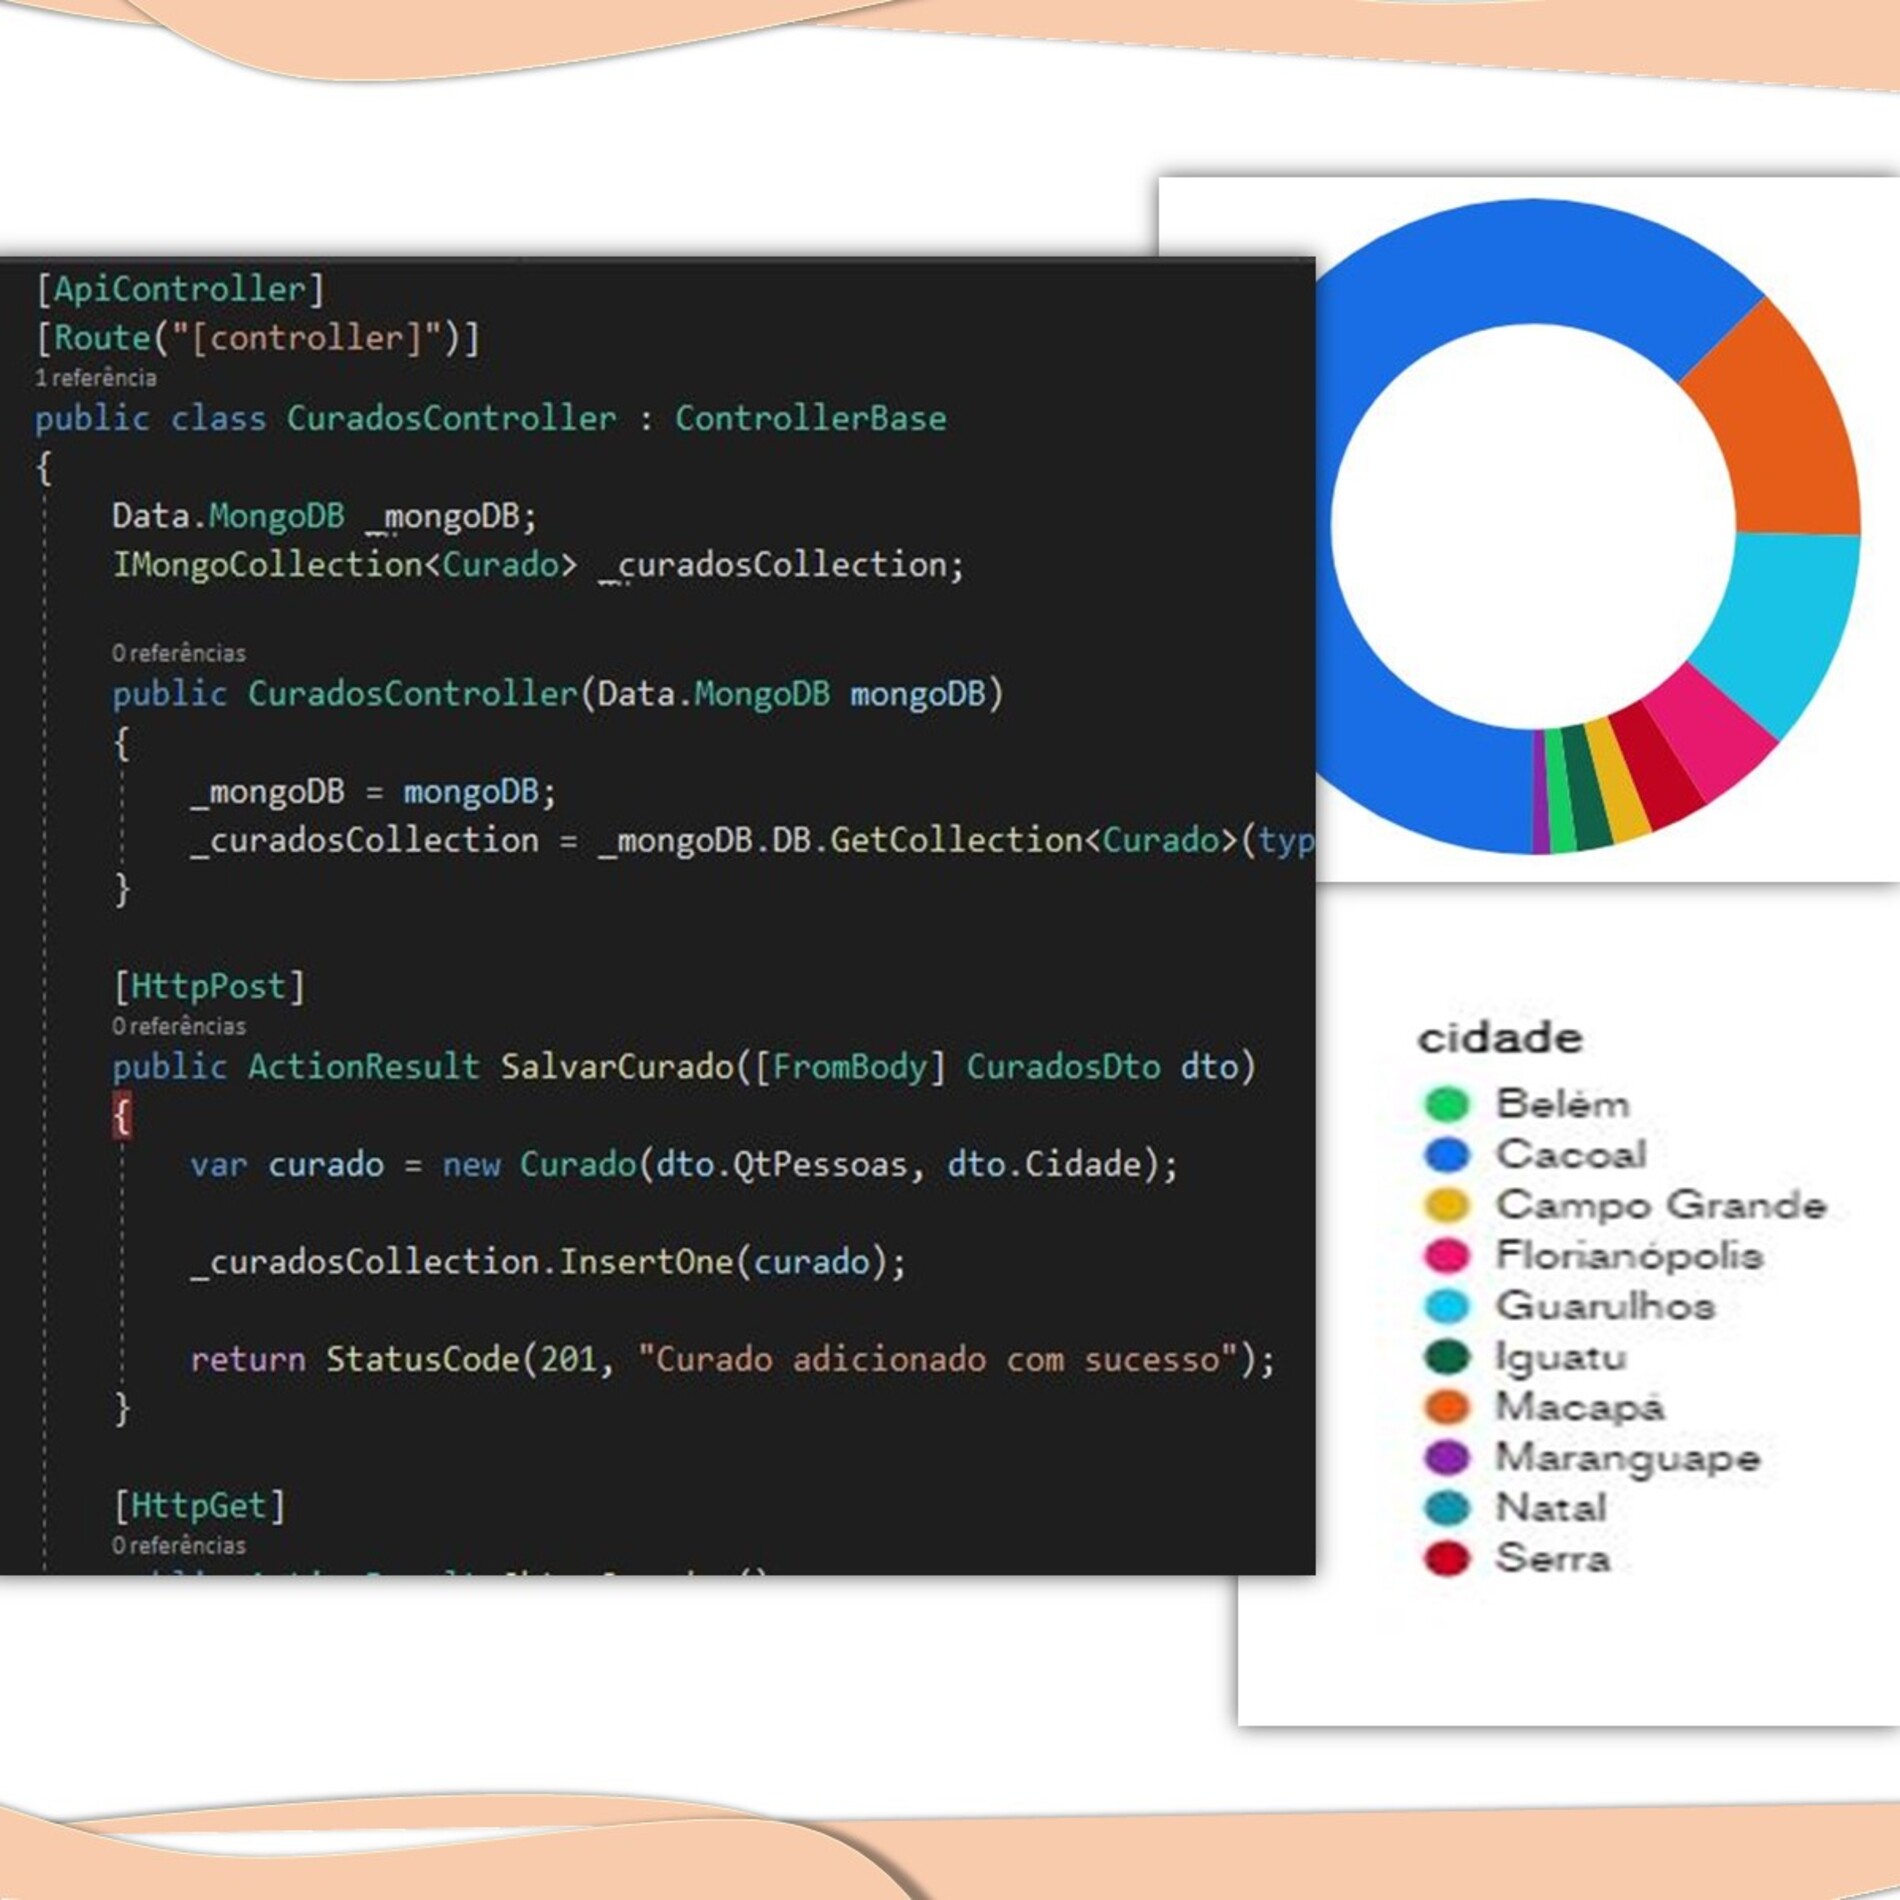 [ApiController]
[Route("[controller]")]
1 referência
public class CuradosController : ControllerBase
{
Data.MongoDB _mongoDB;
IMongoCollection<Curado> _curadosCollection;
0 referências
public CuradosController(Data.MongoDB mongoDB)
{
_mongoDB = mongoDB;
_curadosCollection = _mongoDB.DB.GetCollection<Curado>(typ
}
[HttpPost]
0 referências
public ActionResult SalvarCurado([FromBody] CuradosDto dto)
{
var curado = new Curado(dto.QtPessoas, dto.Cidade);
_curadosCollection.InsertOne(curado);
return StatusCode(201, "Curado adicionado com sucesso");
}
[HttpGet]
0 referências
cidade
Belém
Cacoal
Campo Grande
Florianópolis
Guarulhos
Iguatu
Macapá
Maranguape
Natal
Serra